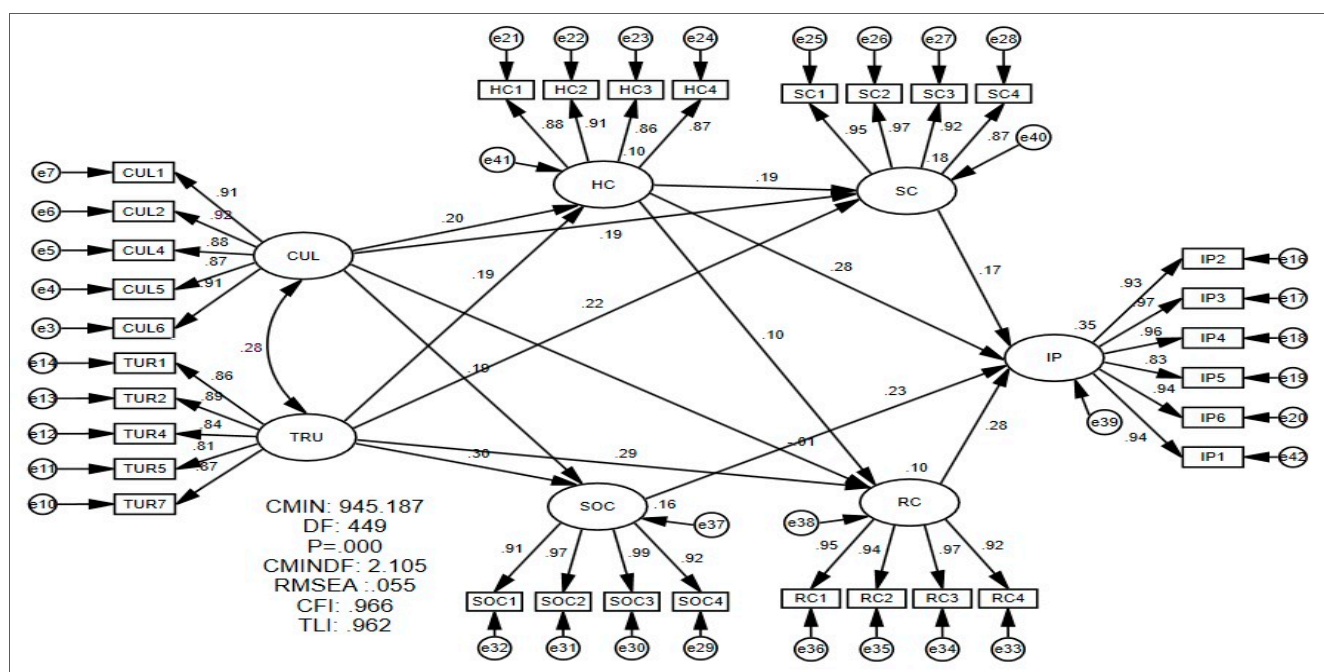 e21 e22 e23 e24 e25 e26 e27 e28
HC1 HC2 HC3 HC4 SC1 SC2 SC3 SC4
.88 .91 .86 .87 .95 .97 .92 .87
e41 .10 .18 e40
HC .19 SC
e7 CUL1 .91
e6 CUL2 .92
e5 CUL4 .88
e4 CUL5 .87
e3 CUL6 .91
CUL .20 .19
.19 .28 .17
.22 .10
.28 .19 .23 -.01
e14 TUR1 .86
e13 TUR2 .89
e12 TUR4 .84
e11 TUR5 .81
e10 TUR7 .87
TRU .30 .29 .28
.35 IP e39
.93 IP2 e16
.97 IP3 e17
.96 IP4 e18
.83 IP5 e19
.94 IP6 e20
.94 IP1 e42
SOC .16 e37 e38 RC .10
.91 .97 .99 .92 .95 .94 .97 .92
SOC1 SOC2 SOC3 SOC4 RC1 RC2 RC3 RC4
e32 e31 e30 e29 e36 e35 e34 e33
CMIN: 945.187
DF: 449
P=.000
CMINDF: 2.105
RMSEA :.055
CFI: .966
TLI: .962